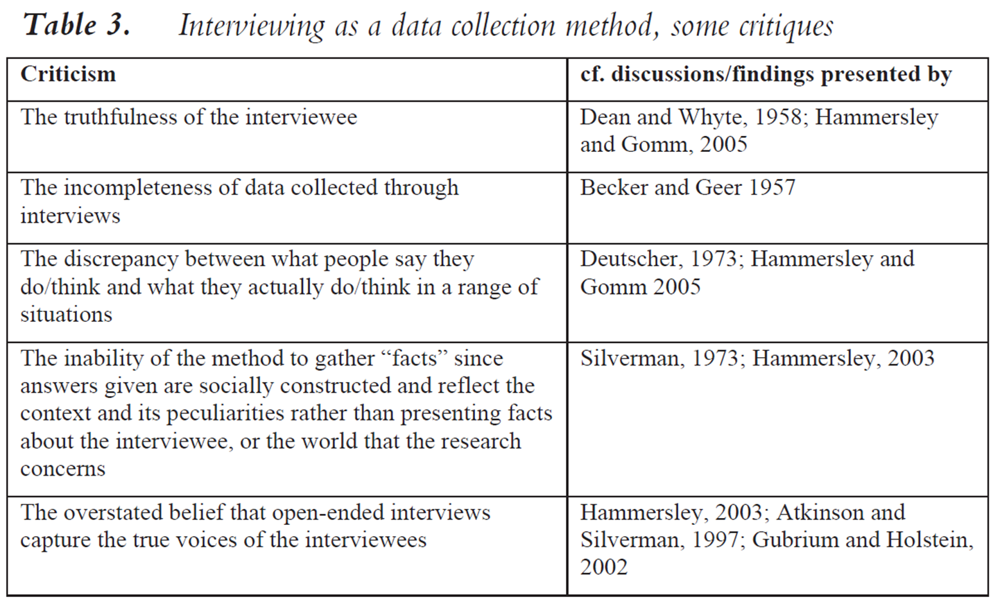 Table 3. Interviewing as a data collection method, some critiques
Criticism
cf. discussions/findings presented by
The truthfulness of the interviewee
Dean and Whyte, 1958; Hammersley
and Gomm, 2005
The incompleteness of data collected through
interviews
Becker and Geer 1957
The discrepancy between what people say they
do/think and what they actually do/think in a range of
situations
Deutscher, 1973; Hammersley and
Gomm 2005
The inability of the method to gather “facts” since
answers given are socially constructed and reflect the
context and its peculiarities rather than presenting facts
about the interviewee, or the world that the research
concerns
Silverman, 1973; Hammersley, 2003
The overstated belief that open-ended interviews
capture the true voices of the interviewees
Hammersley, 2003; Atkinson and
Silverman, 1997; Gubrium and Holstein,
2002